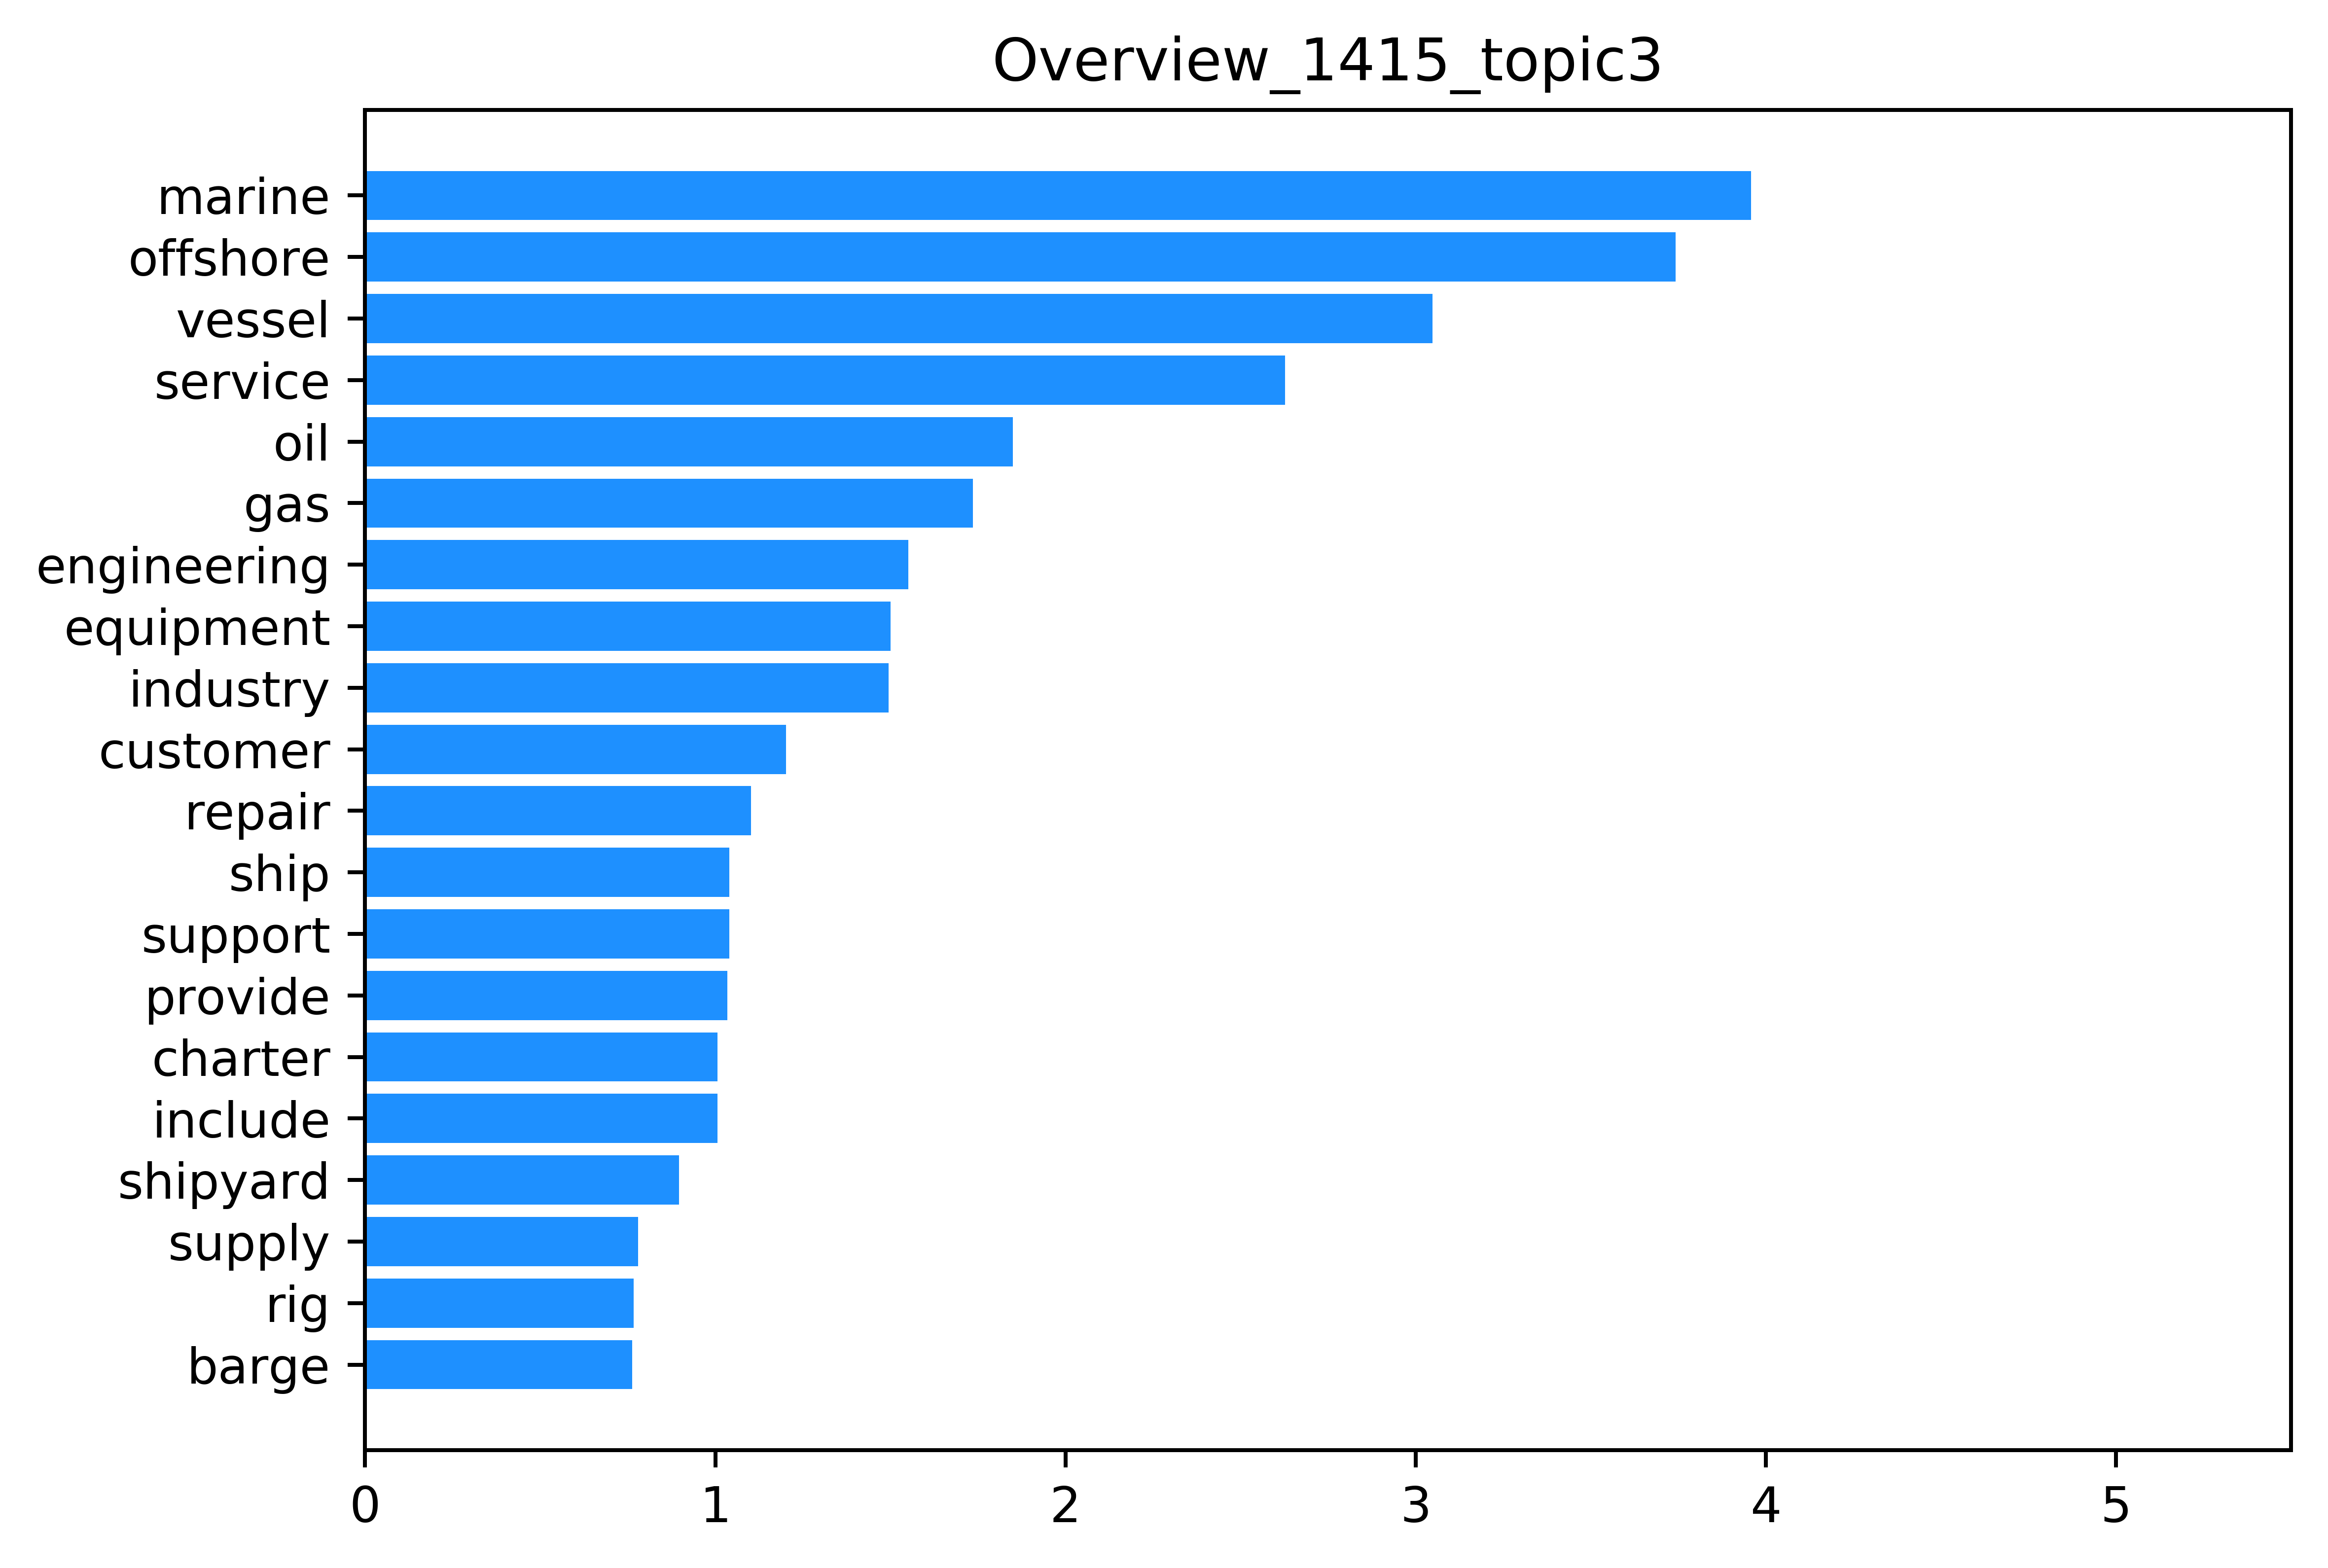 Overview_1415_topic3
marine
offshore
vessel
service
oil
gas
engineering
equipment
industry
customer
repair
ship
support
provide
charter
include
shipyard
supply
rig
barge
0 1 2 3 4 5